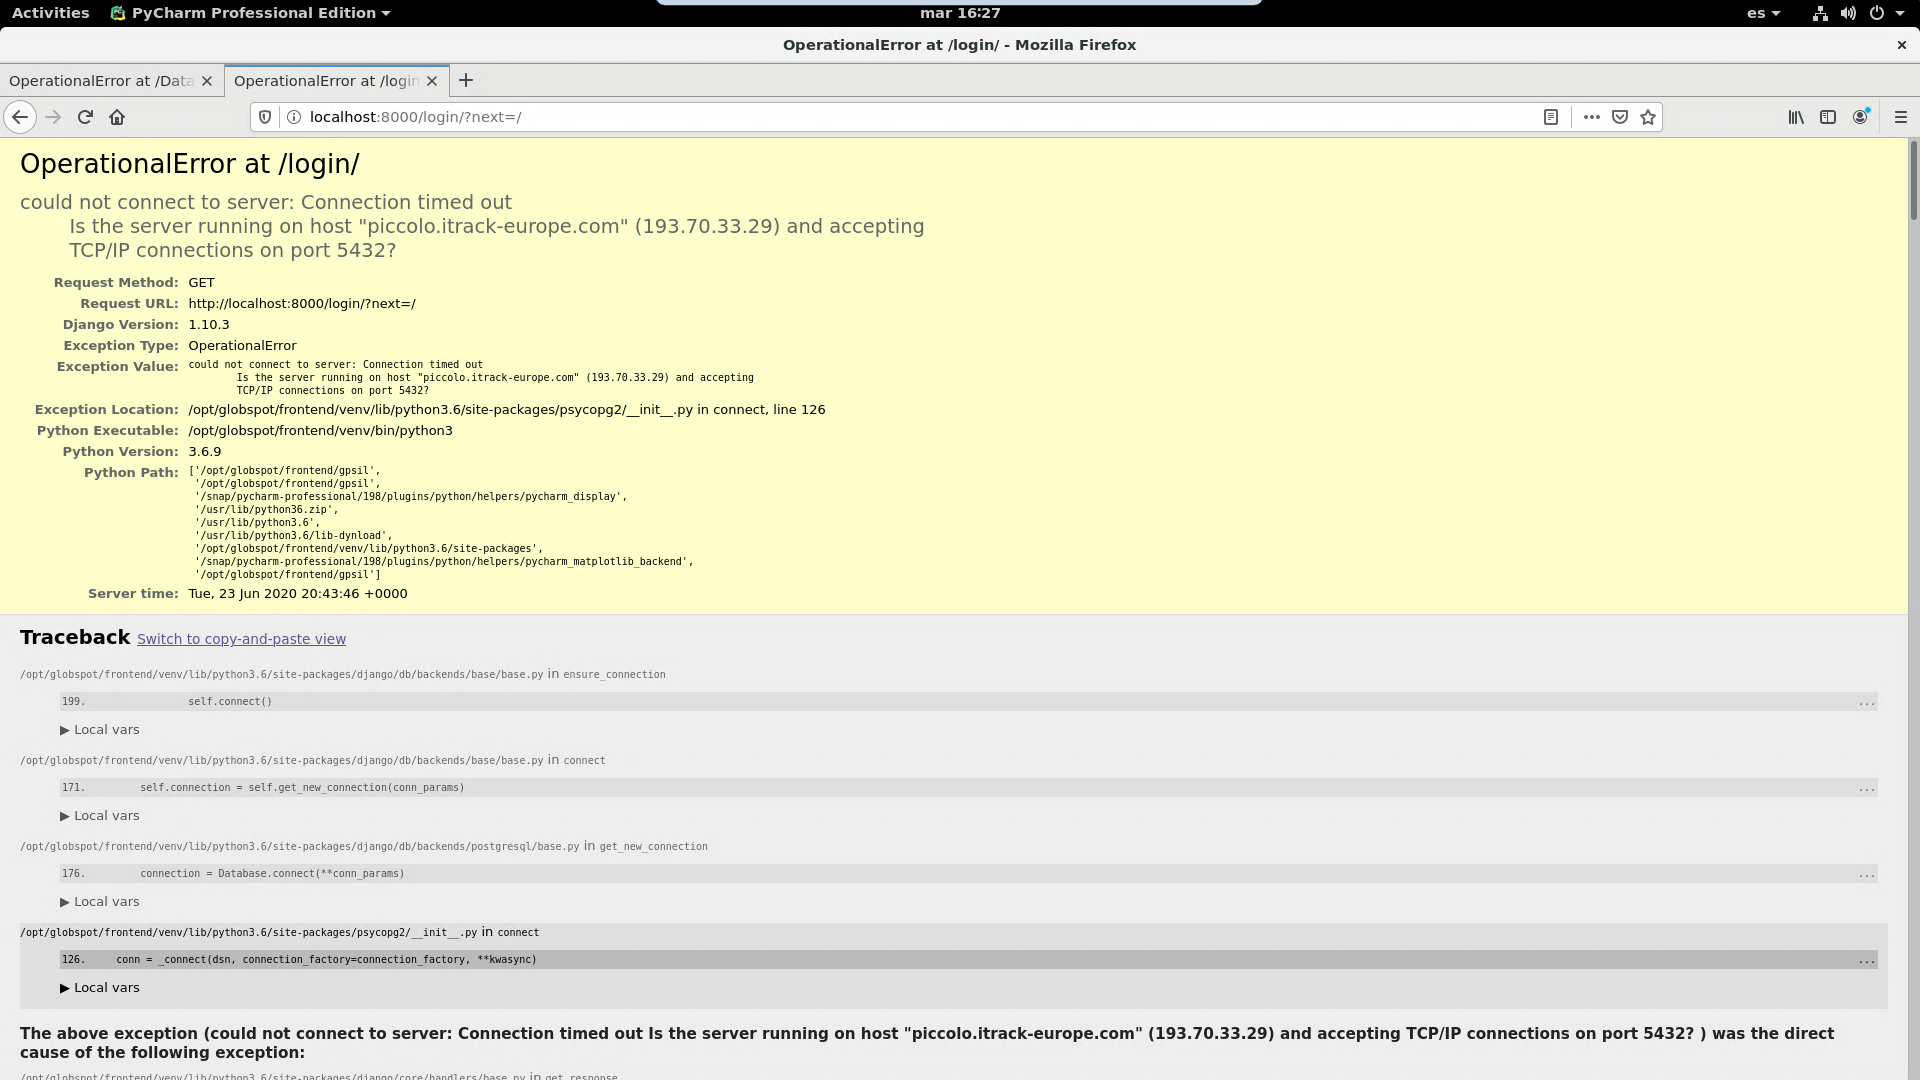 Activities PyCharm Professional Edition mar 16:27 es
OperationalError at /login/ - Mozilla Firefox
OperationalError at /Data OperationalError at /login
localhost:8000/login/?next=/
OperationalError at /login/
could not connect to server: Connection timed out
Is the server running on host "piccolo.itrack-europe.com" (193.70.33.29) and accepting
TCP/IP connections on port 5432?
Request Method: GET
Request URL: http://localhost:8000/login/?next=/
Django Version: 1.10.3
Exception Type: OperationalError
Exception Value: could not connect to server: Connection timed out
Is the server running on host "piccolo.itrack-europe.com" (193.70.33.29) and accepting
TCP/IP connections on port 5432?
Exception Location: /opt/globspot/frontend/venv/lib/python3.6/site-packages/psycopg2/__init__.py in connect, line 126
Python Executable: /opt/globspot/frontend/venv/bin/python3
Python Version: 3.6.9
Python Path: ['/opt/globspot/frontend/gpsil',
'/opt/globspot/frontend/gpsil',
'/snap/pycharm-professional/198/plugins/python/helpers/pycharm_display',
'/usr/lib/python36.zip',
'/usr/lib/python3.6',
'/usr/lib/python3.6/lib-dynload',
'/opt/globspot/frontend/venv/lib/python3.6/site-packages',
'/snap/pycharm-professional/198/plugins/python/helpers/pycharm_matplotlib_backend',
'/opt/globspot/frontend/gpsil']
Server time: Tue, 23 Jun 2020 20:43:46 +0000
Traceback Switch to copy-and-paste view
/opt/globspot/frontend/venv/lib/python3.6/site-packages/django/db/backends/base/base.py in ensure_connection
199. self.connect() ...
▶ Local vars
/opt/globspot/frontend/venv/lib/python3.6/site-packages/django/db/backends/base/base.py in connect
171. self.connection = self.get_new_connection(conn_params) ...
▶ Local vars
/opt/globspot/frontend/venv/lib/python3.6/site-packages/django/db/backends/postgresql/base.py in get_new_connection
176. connection = Database.connect(**conn_params) ...
▶ Local vars
/opt/globspot/frontend/venv/lib/python3.6/site-packages/psycopg2/__init__.py in connect
126. conn = _connect(dsn, connection_factory=connection_factory, **kwasync) ...
▶ Local vars
The above exception (could not connect to server: Connection timed out Is the server running on host "piccolo.itrack-europe.com" (193.70.33.29) and accepting TCP/IP connections on port 5432? ) was the direct
cause of the following exception:
/opt/globspot/frontend/venv/lib/python3.6/site-packages/django/core/handlers/base.py in get_response